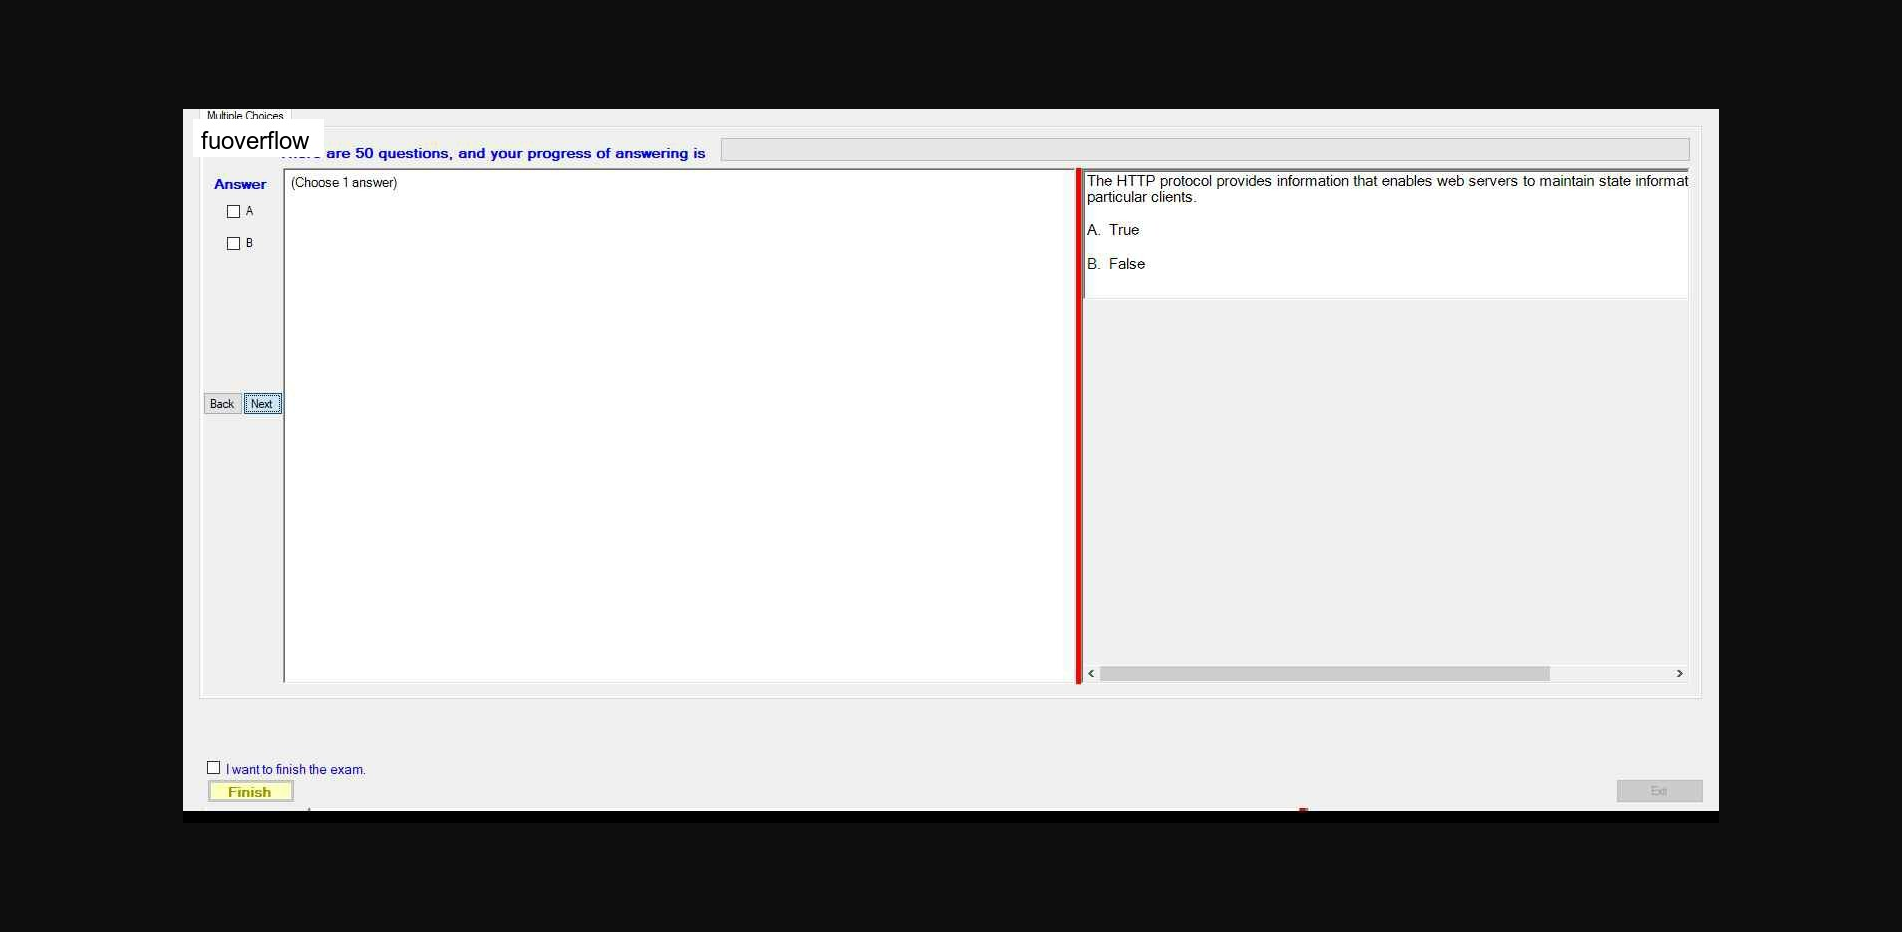 Multiple Choices
fuoverflow
are 50 questions, and your progress of answering is
Answer
(Choose 1 answer)
A
B
The HTTP protocol provides information that enables web servers to maintain state informat
particular clients.
A. True
B. False
Back Next
I want to finish the exam.
Finish
Exit